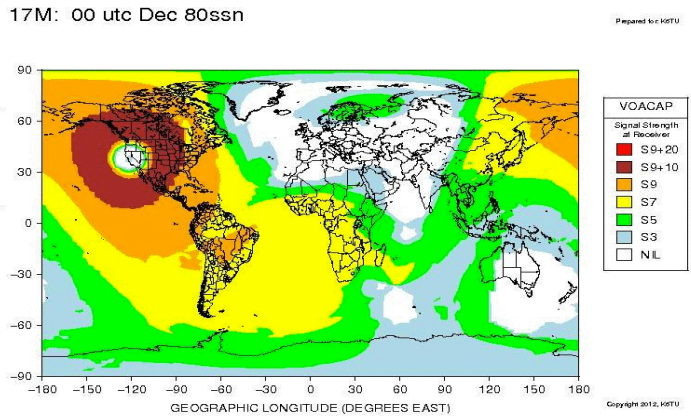 17M: 00 utc Dec 80ssn
Prepared for: K6TU
90
60
30
0
−30
−60
−90
−180 −150 −120 −90 −60 −30 0 30 60 90 120 150 180
GEOGRAPHIC LONGITUDE (DEGREES EAST)
VOACAP
Signal Strength
at Receiver
S9+20
S9+10
S9
S7
S5
S3
NIL
Copyright 2012, K6TU